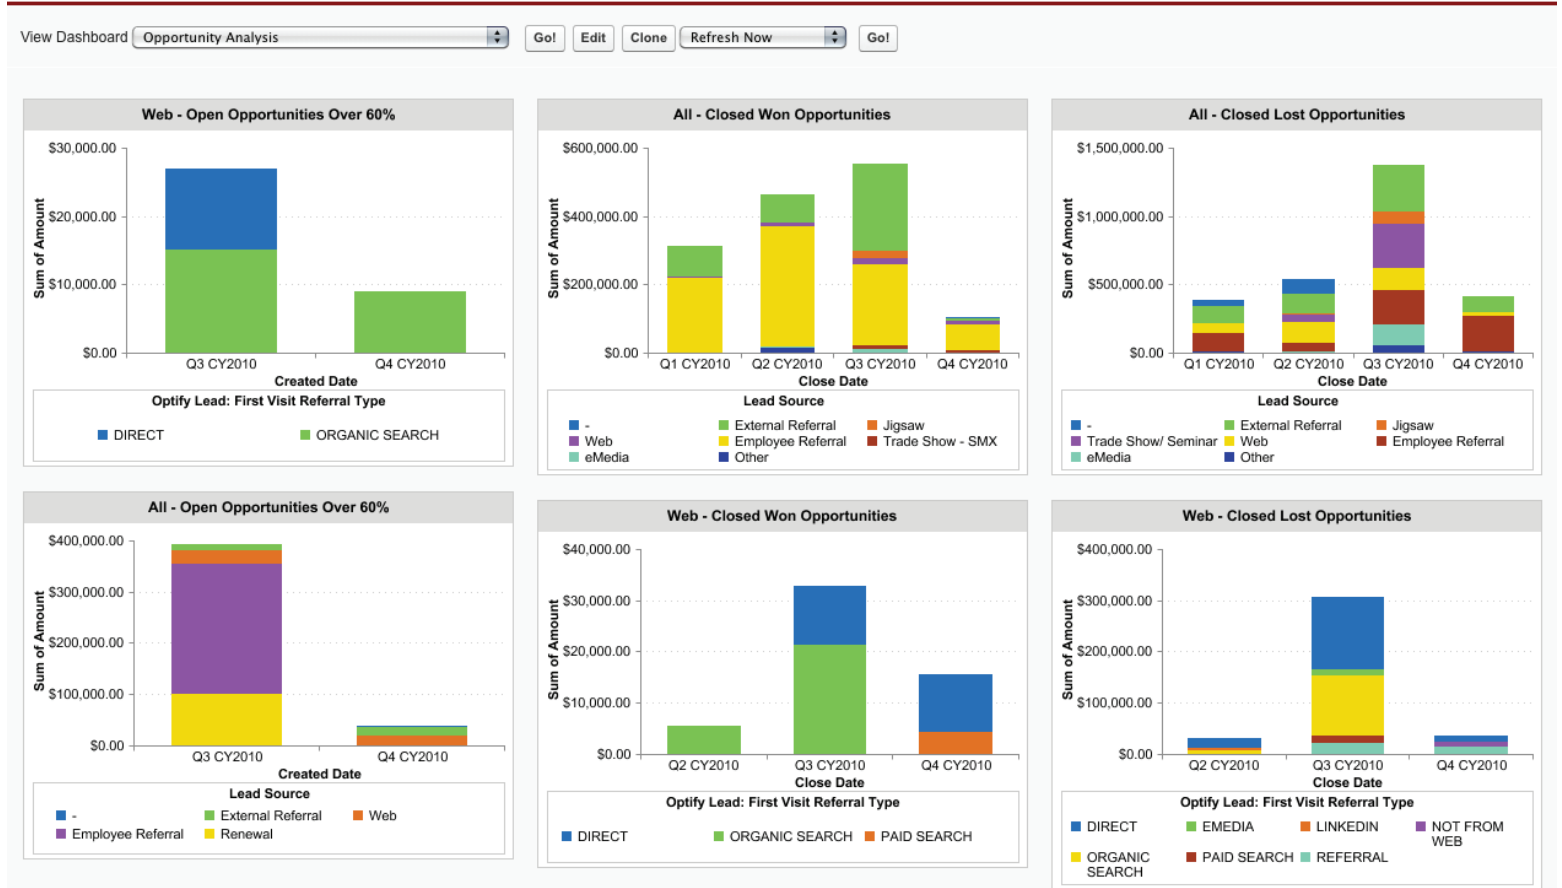 View Dashboard Opportunity Analysis Go! Edit Clone Refresh Now Go!
Web - Open Opportunities Over 60%
$30,000.00
$20,000.00
$10,000.00
$0.00
Sum of Amount
Q3 CY2010 Q4 CY2010
Created Date
Optify Lead: First Visit Referral Type
DIRECT ORGANIC SEARCH
All - Closed Won Opportunities
$600,000.00
$400,000.00
$200,000.00
$0.00
Sum of Amount
Q1 CY2010 Q2 CY2010 Q3 CY2010 Q4 CY2010
Close Date
Lead Source
- External Referral Jigsaw
Web Employee Referral Trade Show - SMX
eMedia Other
All - Closed Lost Opportunities
$1,500,000.00
$1,000,000.00
$500,000.00
$0.00
Sum of Amount
Q1 CY2010 Q2 CY2010 Q3 CY2010 Q4 CY2010
Close Date
Lead Source
- External Referral Jigsaw
Trade Show/ Seminar Web Employee Referral
eMedia Other
All - Open Opportunities Over 60%
$400,000.00
$300,000.00
$200,000.00
$100,000.00
$0.00
Sum of Amount
Q3 CY2010 Q4 CY2010
Created Date
Lead Source
- External Referral Web
Employee Referral Renewal
Web - Closed Won Opportunities
$40,000.00
$30,000.00
$20,000.00
$10,000.00
$0.00
Sum of Amount
Q2 CY2010 Q3 CY2010 Q4 CY2010
Close Date
Optify Lead: First Visit Referral Type
DIRECT ORGANIC SEARCH PAID SEARCH
Web - Closed Lost Opportunities
$400,000.00
$300,000.00
$200,000.00
$100,000.00
$0.00
Sum of Amount
Q2 CY2010 Q3 CY2010 Q4 CY2010
Close Date
Optify Lead: First Visit Referral Type
DIRECT EMEDIA LINKEDIN NOT FROM
WEB
ORGANIC PAID SEARCH REFERRAL
SEARCH